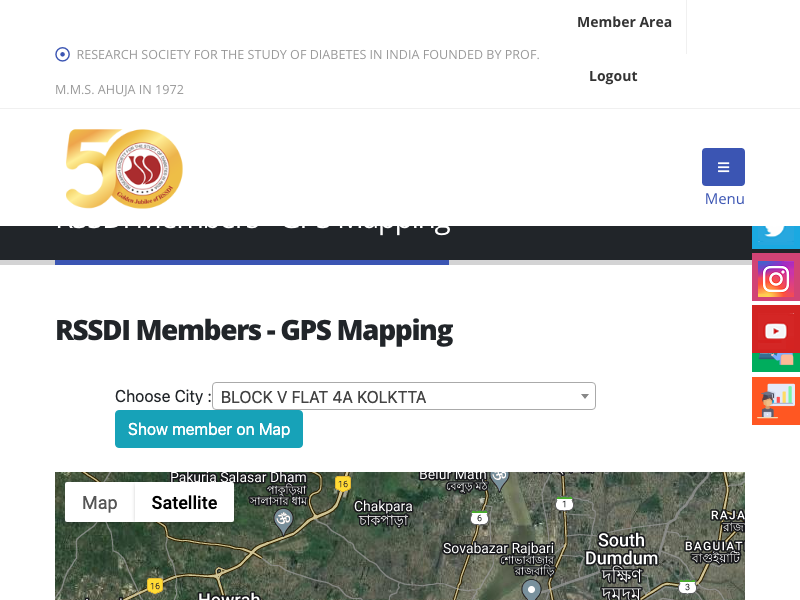 Member Area
RESEARCH SOCIETY FOR THE STUDY OF DIABETES IN INDIA FOUNDED BY PROF.
M.M.S. AHUJA IN 1972
Logout
50
Golden Jubilee of RSSDI
Menu
RSSDI Members - GPS Mapping
RSSDI Members - GPS Mapping
Choose City :
BLOCK V FLAT 4A KOLKTTA
Show member on Map
Map
Satellite
Pakuria Salasar Dham
পাকুড়িয়া
সালাসার ধাম
16
Belur Math
বেলুড় মঠ
Chakpara
চাকপাড়া
6
1
RAJA
রাজা
South
Dumdum
দক্ষিণ
দমদম
BAGUIAT
বাগুইয়াটি
Sovabazar Rajbari
শোভাবাজার
রাজবাড়ি
16
3
Howrah